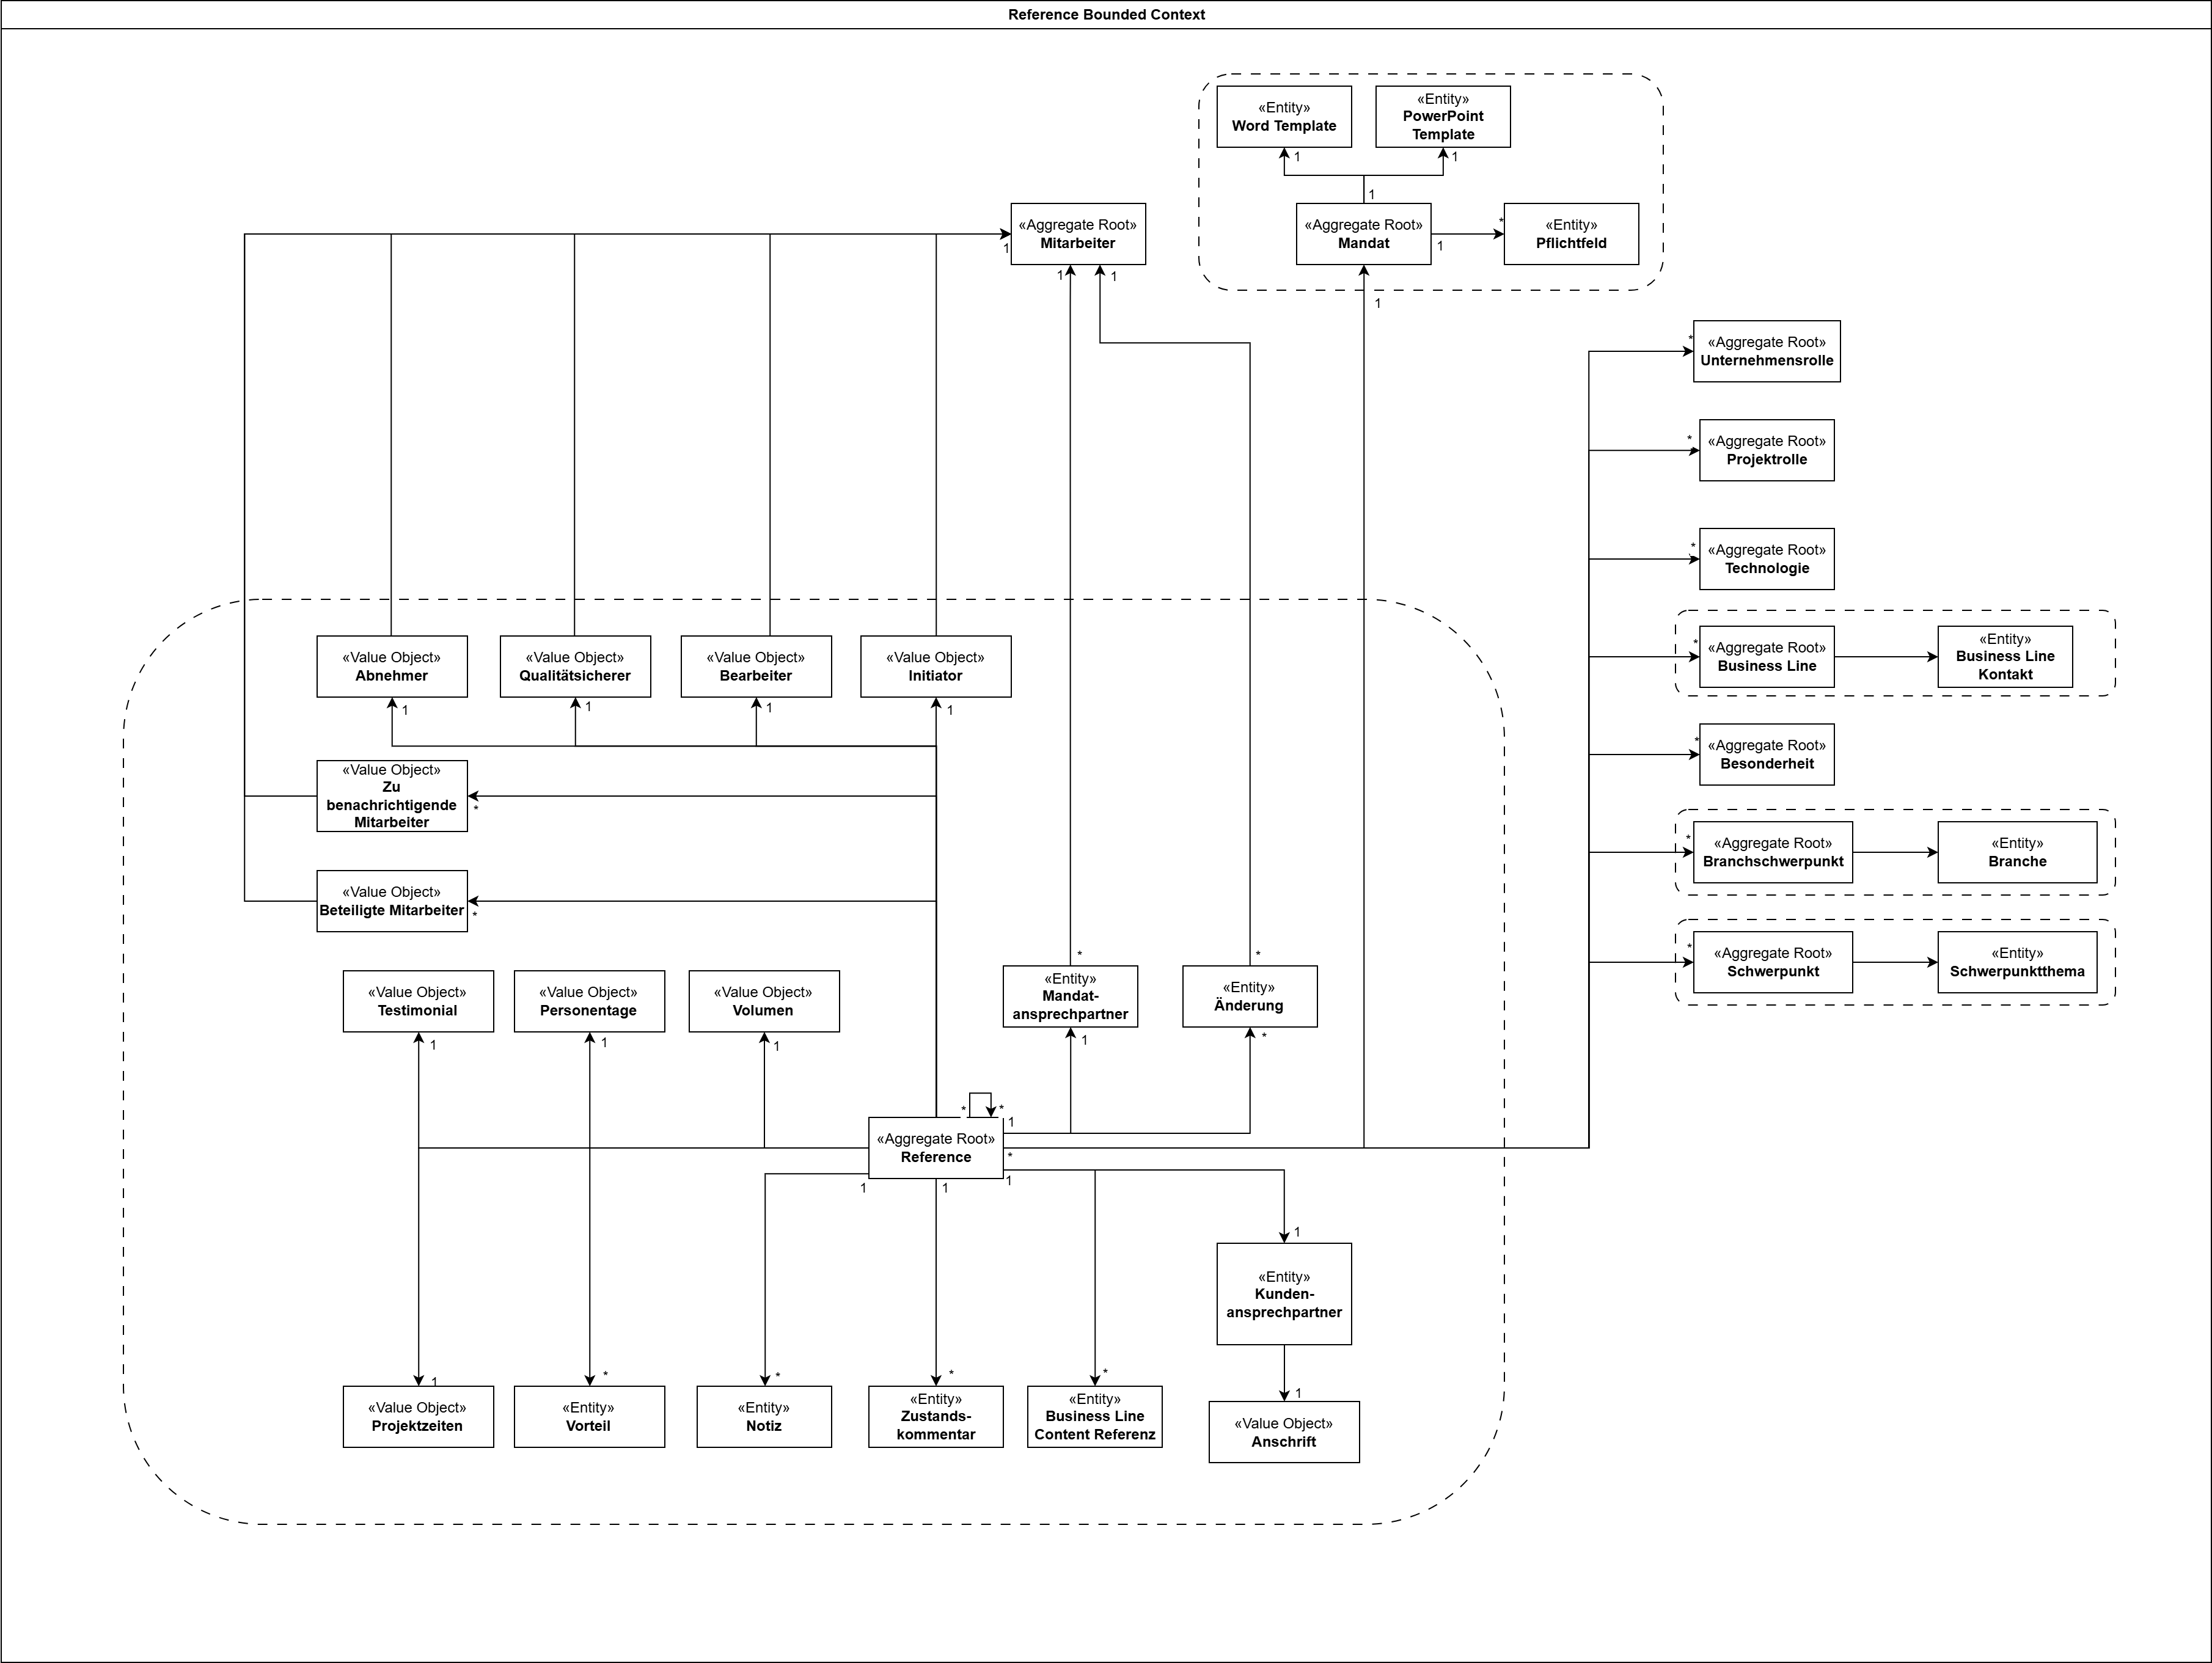 Reference Bounded Context
«Entity»
Word Template
«Entity»
PowerPoint
Template
1
1
1
«Aggregate Root»
Mitarbeiter
«Aggregate Root»
Mandat
*
«Entity»
Pflichtfeld
1
1
1
1
1
«Aggregate Root»
Unternehmensrolle
*
«Aggregate Root»
Projektrolle
*
«Aggregate Root»
Technologie
*
«Value Object»
Abnehmer
«Value Object»
Qualitätsicherer
«Value Object»
Bearbeiter
«Value Object»
Initiator
*
«Aggregate Root»
Business Line
«Entity»
Business Line
Kontakt
1
1
1
1
«Value Object»
Zu
benachrichtigende
Mitarbeiter
*
*
«Aggregate Root»
Besonderheit
«Value Object»
Beteiligte Mitarbeiter
*
*
«Aggregate Root»
Branchschwerpunkt
«Entity»
Branche
*
«Aggregate Root»
Schwerpunkt
«Entity»
Schwerpunktthema
*
*
«Value Object»
Testimonial
«Value Object»
Personentage
«Value Object»
Volumen
«Entity»
Mandat-
ansprechpartner
«Entity»
Änderung
1
1
1
1
*
*
*
1
«Aggregate Root»
Reference
*
1
1
1
1
«Entity»
Kunden-
ansprechpartner
1
*
*
*
*
1
«Value Object»
Projektzeiten
«Entity»
Vorteil
«Entity»
Notiz
«Entity»
Zustands-
kommentar
«Entity»
Business Line
Content Referenz
«Value Object»
Anschrift